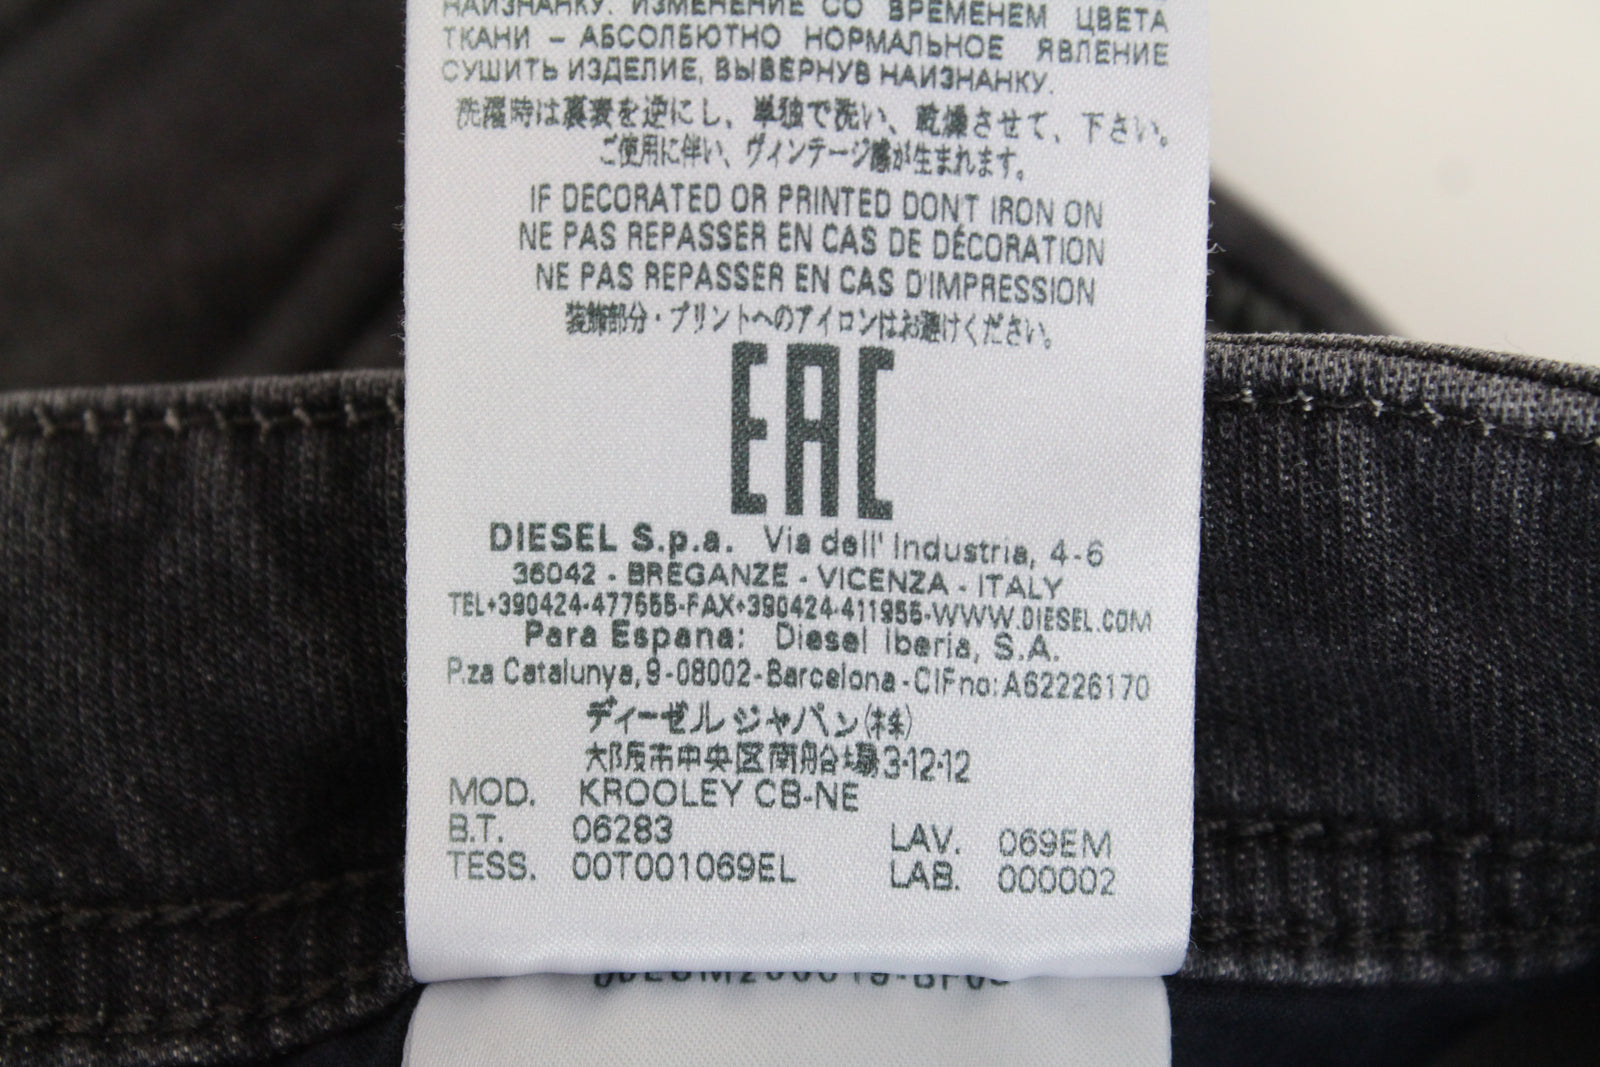 НАИЗНАНКУ. ИЗМЕНЕНИЕ СО ВРЕМЕНЕМ ЦВЕТА
ТКАНИ – АБСОЛБЮТНО НОРМАЛЬНОЕ ЯВЛЕНИЕ
СУШИТЬ ИЗДЕЛИЕ, ВЫВЕРНУВ НАИЗНАНКУ.
洗濯時は裏表を逆にし、単独で洗い、乾燥させて、下さい。
ご使用に伴い、ヴィンテージ感が生まれます。
IF DECORATED OR PRINTED DON'T IRON ON
NE PAS REPASSER EN CAS DE DÉCORATION
NE PAS REPASSER EN CAS D'IMPRESSION
装飾部分・プリントへのアイロンはお避けください。
EAC
DIESEL S.p.a. Via dell' Industria, 4-6
36042 - BREGANZE - VICENZA - ITALY
TEL+390424-477555-FAX+390424-411955-WWW.DIESEL.COM
Para Espana: Diesel Iberia, S.A.
P.za Catalunya, 9-08002-Barcelona-CIFno:A62226170
ディーゼル ジャパン(株)
大阪市中央区南船合場3-12-12
MOD. KROOLEY CB-NE
B.T. 06283 LAV. 069EM
TESS. 00T001069EL LAB. 000002